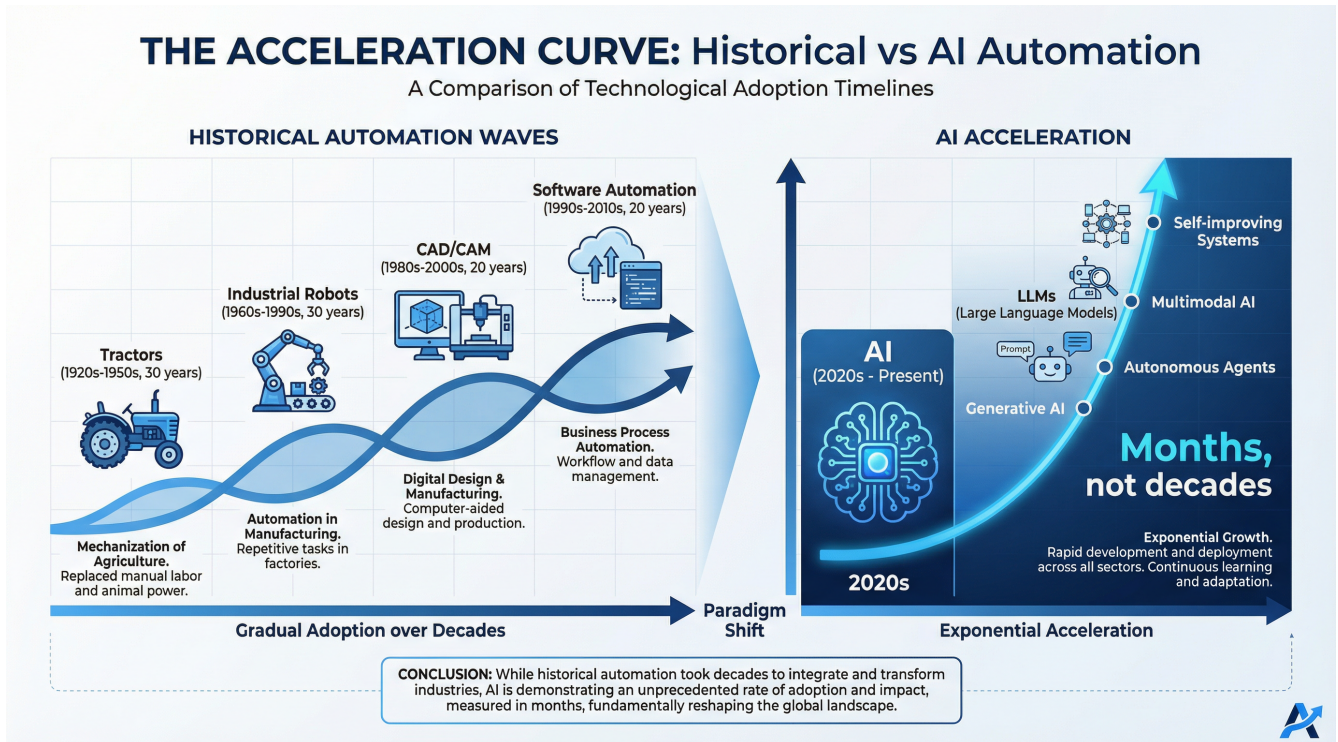 THE ACCELERATION CURVE: Historical vs AI Automation
A Comparison of Technological Adoption Timelines
HISTORICAL AUTOMATION WAVES
Tractors
(1920s-1950s, 30 years)
Mechanization of
Agriculture.
Replaced manual labor
and animal power.
Industrial Robots
(1960s-1990s, 30 years)
Automation in
Manufacturing.
Repetitive tasks in
factories.
CAD/CAM
(1980s-2000s, 20 years)
Digital Design &
Manufacturing.
Computer-aided
design and production.
Software Automation
(1990s-2010s, 20 years)
Business Process
Automation.
Workflow and data
management.
Gradual Adoption over Decades
Paradigm
Shift
AI ACCELERATION
AI
(2020s - Present)
2020s
Self-improving
Systems
Multimodal AI
LLMs
(Large Language Models)
Prompt
Autonomous Agents
Generative AI
Months,
not decades
Exponential Growth.
Rapid development and deployment
across all sectors. Continuous learning
and adaptation.
Exponential Acceleration
CONCLUSION: While historical automation took decades to integrate and transform
industries, AI is demonstrating an unprecedented rate of adoption and impact,
measured in months, fundamentally reshaping the global landscape.